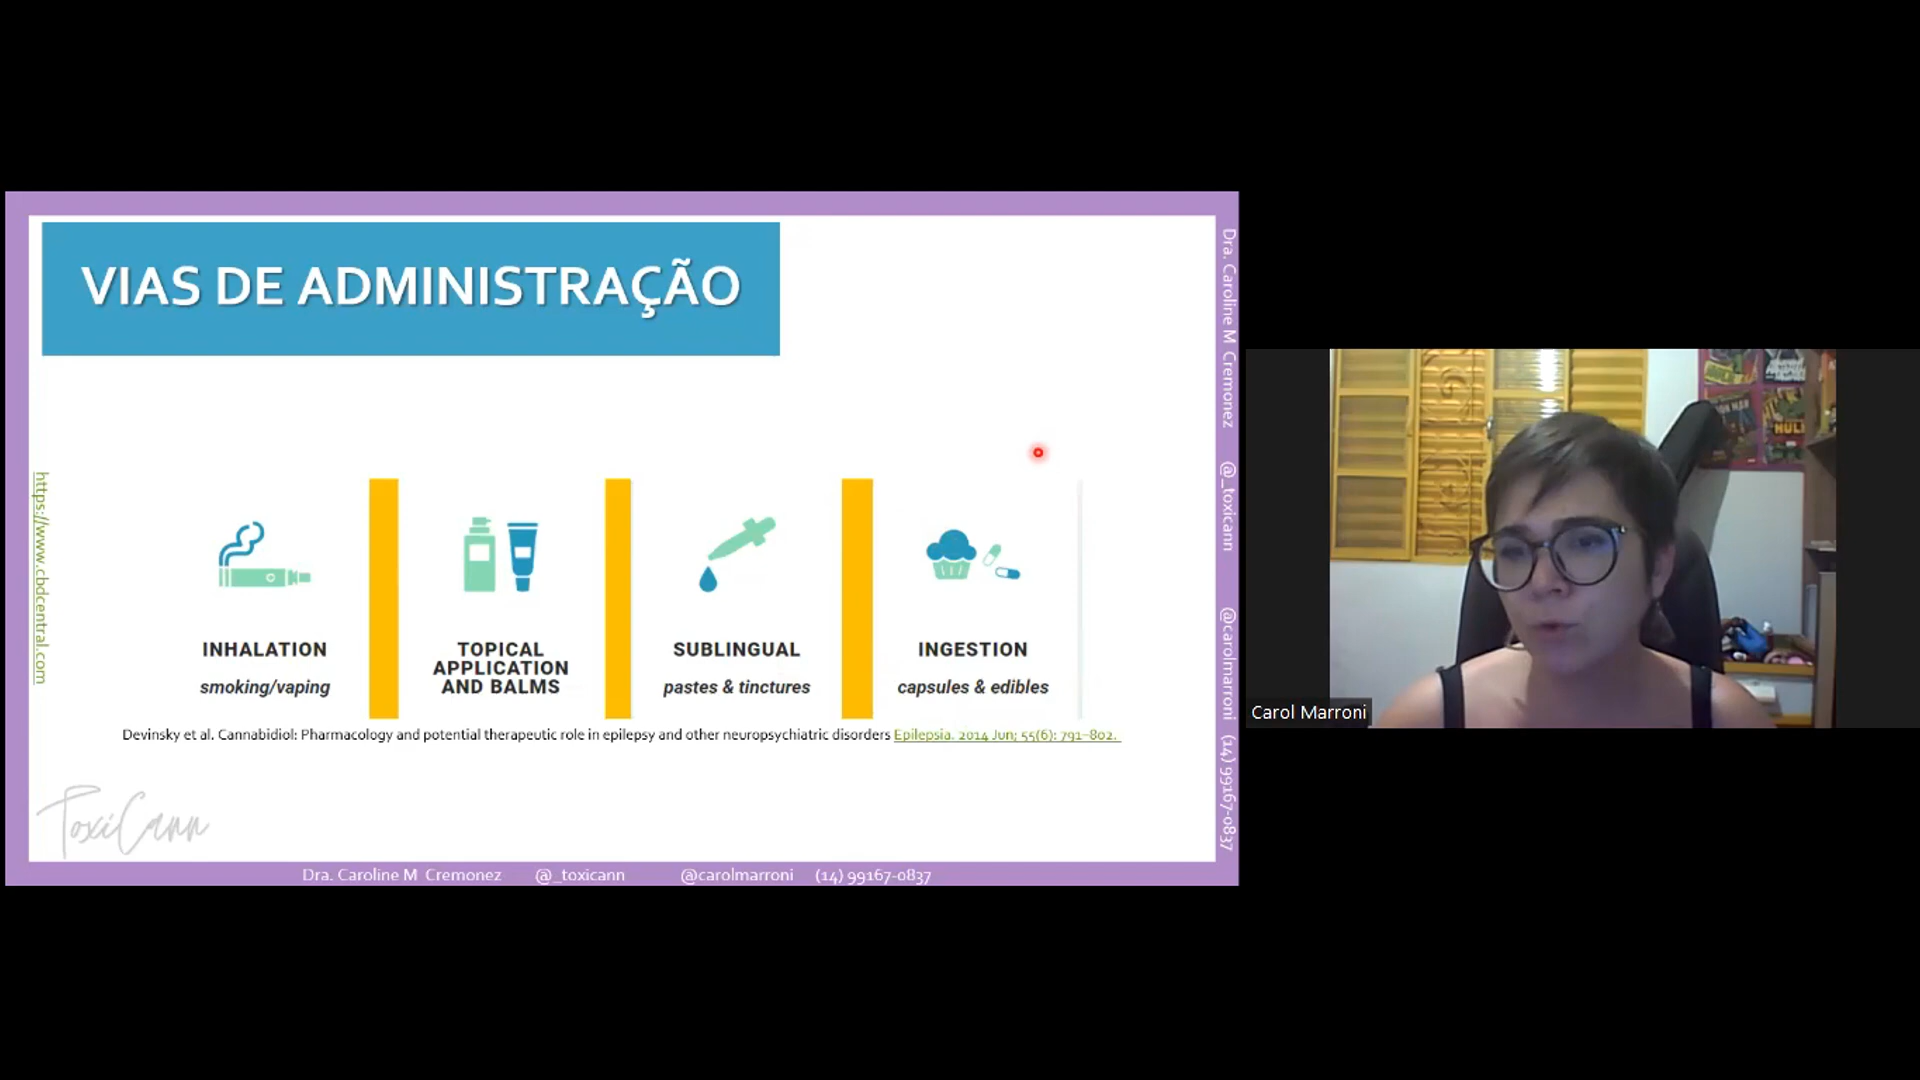 VIAS DE ADMINISTRAÇÃO
https://www.cbdcentral.com
INHALATION
smoking/vaping
TOPICAL
APPLICATION
AND BALMS
SUBLINGUAL
pastes & tinctures
INGESTION
capsules & edibles
Devinsky et al. Cannabidiol: Pharmacology and potential therapeutic role in epilepsy and other neuropsychiatric disorders Epilepsia. 2014 Jun; 55(6): 791–802.
ToxiCann
Dra. Caroline M Cremonez @_toxicann @carolmarroni (14) 99167-0837
Dra. Caroline M Cremonez @_toxicann @carolmarroni (14) 99167-0837
IRON MAN
HULK
Carol Marroni